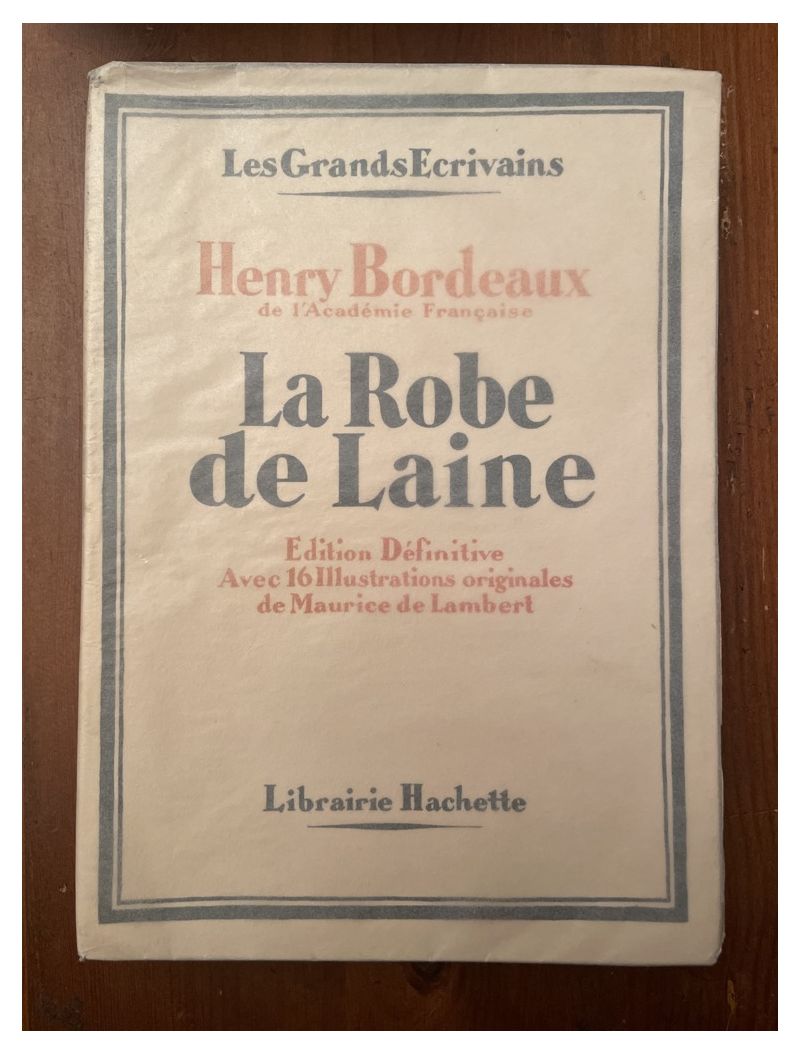 Les Grands Ecrivains
Henry Bordeaux
de l'Académie Française
La Robe
de Laine
Edition Définitive
Avec 16 Illustrations originales
de Maurice de Lambert
Librairie Hachette